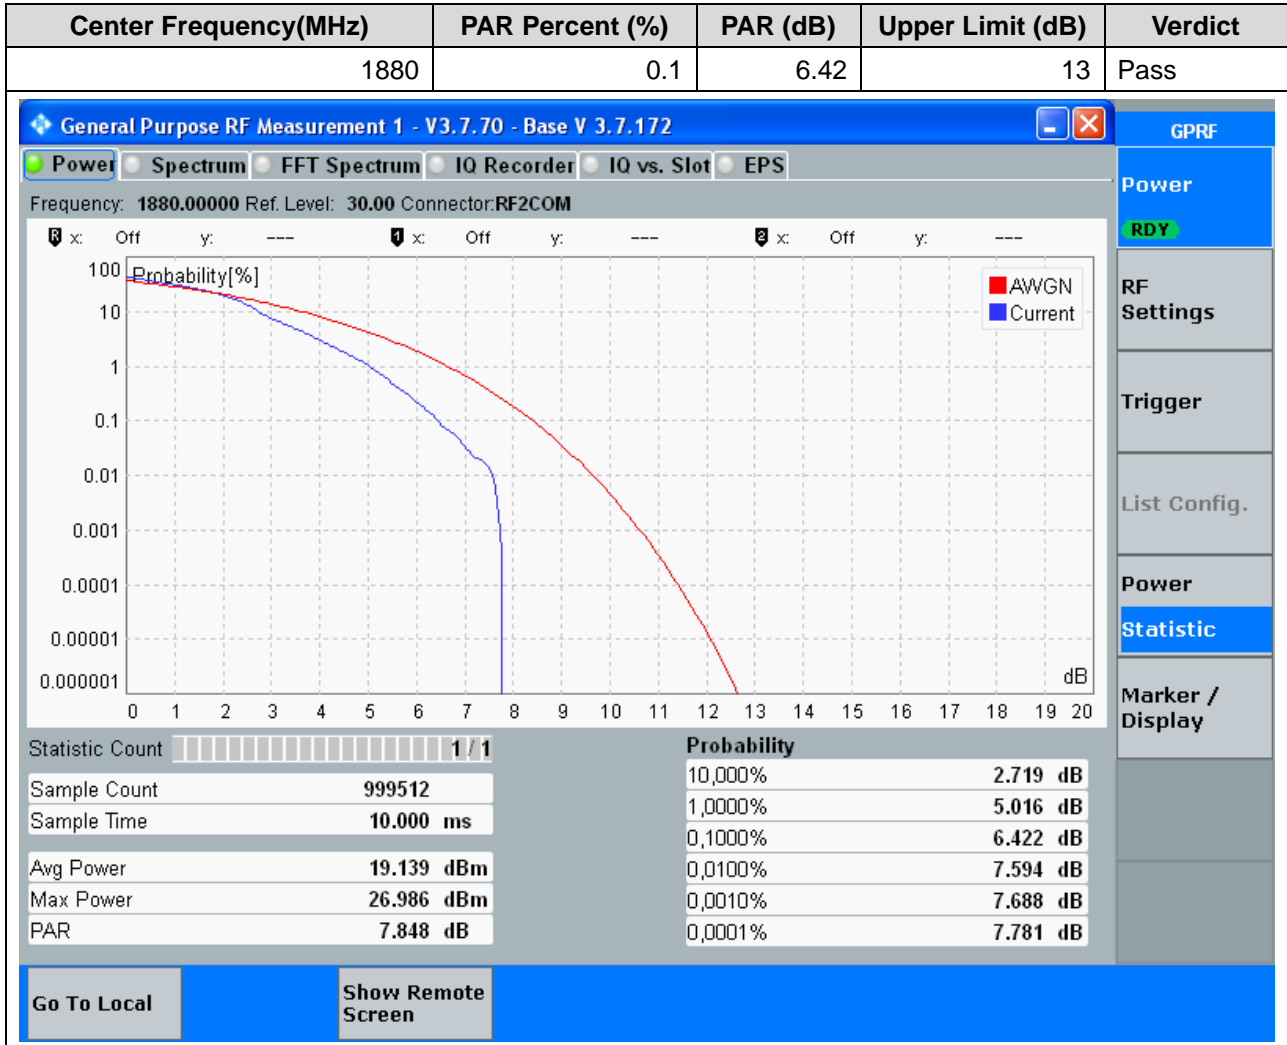 Center Frequency(MHz) PAR Percent (%) PAR (dB) Upper Limit (dB) Verdict
1880 0.1 6.42 13 Pass
General Purpose RF Measurement 1 - V3.7.70 - Base V 3.7.172
GPRF
Power Spectrum FFT Spectrum IQ Recorder IQ vs. Slot EPS
Power
RDY
Frequency: 1880.00000 Ref. Level: 30.00 Connector:RF2COM
R x: Off y: --- 1 x: Off y: --- 2 x: Off y: ---
Probability[%]
AWGN
Current
100
10
1
0.1
0.01
0.001
0.0001
0.00001
0.000001
dB
0 1 2 3 4 5 6 7 8 9 10 11 12 13 14 15 16 17 18 19 20
RF
Settings
Trigger
List Config.
Power
Statistic
Marker /
Display
Statistic Count 1 / 1
Sample Count 999512
Sample Time 10.000 ms
Avg Power 19.139 dBm
Max Power 26.986 dBm
PAR 7.848 dB
Probability
10,000% 2.719 dB
1,0000% 5.016 dB
0,1000% 6.422 dB
0,0100% 7.594 dB
0,0010% 7.688 dB
0,0001% 7.781 dB
Go To Local
Show Remote
Screen